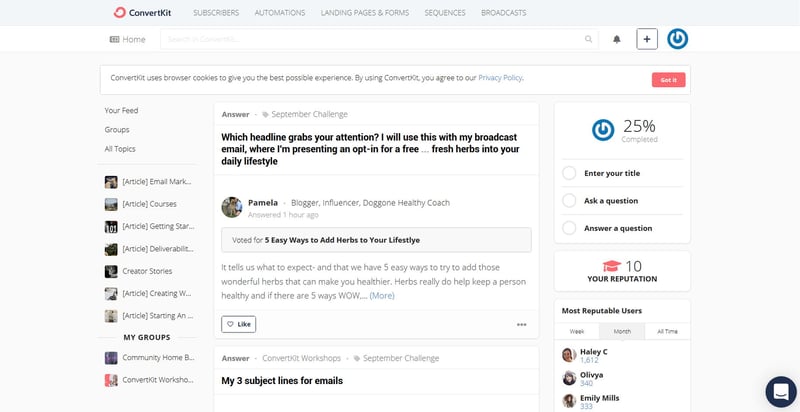 ConvertKit
SUBSCRIBERS
AUTOMATIONS
LANDING PAGES & FORMS
SEQUENCES
BROADCASTS
Home
Search in ConvertKit...
+
ConvertKit uses browser cookies to give you the best possible experience. By using ConvertKit, you agree to our Privacy Policy.
Got it
Your Feed
Groups
All Topics
[Article] Email Mark...
[Article] Courses
[Article] Getting Star...
[Article] Deliverabilit...
Creator Stories
[Article] Creating W...
[Article] Starting An ...
MY GROUPS
Community Home B...
ConvertKit Worksho...
Answer · September Challenge
Which headline grabs your attention? I will use this with my broadcast
email, where I'm presenting an opt-in for a free ... fresh herbs into your
daily lifestyle
Pamela · Blogger, Influencer, Doggone Healthy Coach
Answered 1 hour ago
Voted for 5 Easy Ways to Add Herbs to Your Lifestlye
It tells us what to expect- and that we have 5 easy ways to try to add those
wonderful herbs that can make you healthier. Herbs really do help keep a person
healthy and if there are 5 ways WOW,... (More)
Like
Answer · ConvertKit Workshops · September Challenge
My 3 subject lines for emails
25%
Completed
Enter your title
Ask a question
Answer a question
10
YOUR REPUTATION
Most Reputable Users
Week
Month
All Time
Haley C
1,612
Olivya
340
Emily Mills
333